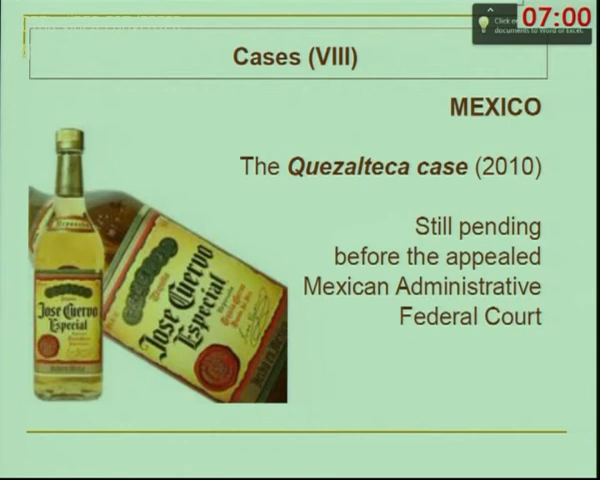 07:00
Cases (VIII)
MEXICO
The Quezalteca case (2010)
Still pending
before the appealed
Mexican Administrative
Federal Court
Jose Cuervo
Especial
Jose Cuervo
Especial